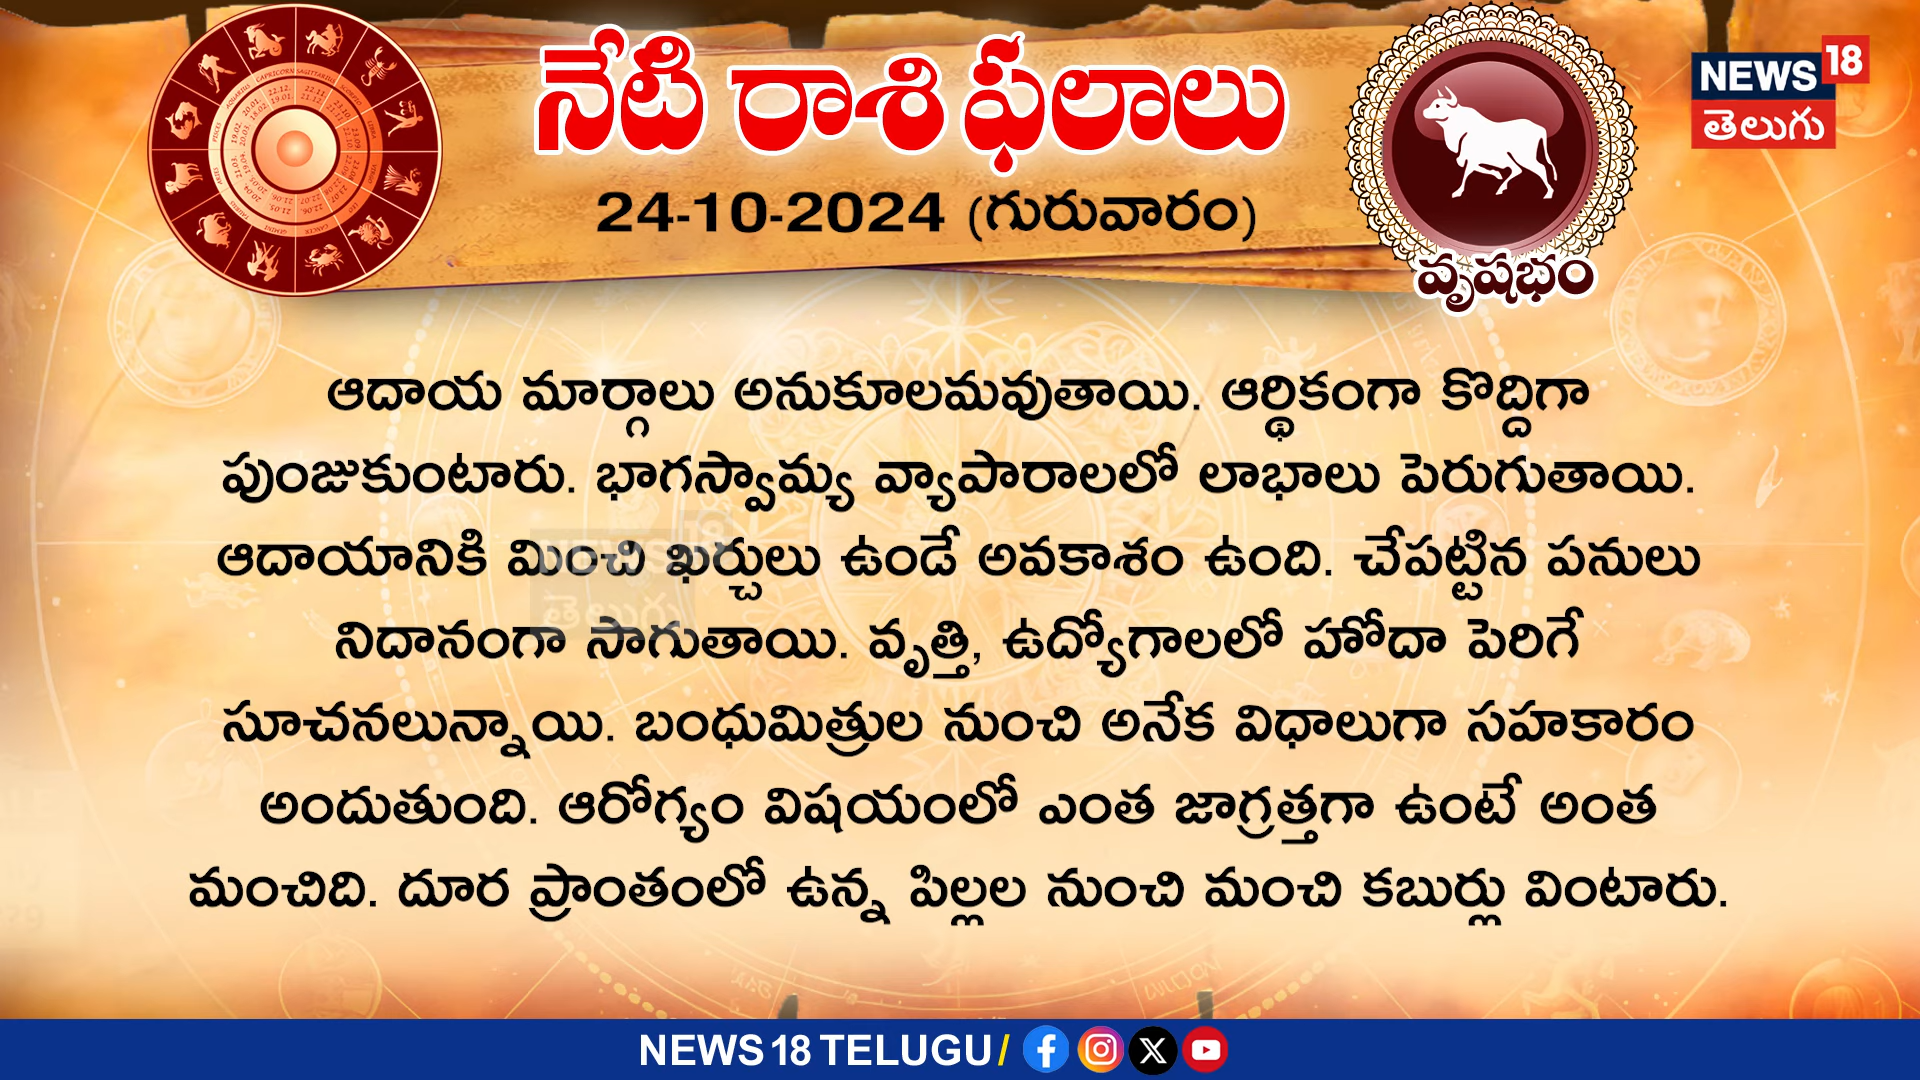 నేటి రాశి ఫలాలు
24-10-2024 (గురువారం)
NEWS 18
తెలుగు
వృషభం
ఆదాయ మార్గాలు అనుకూలమవుతాయి. ఆర్థికంగా కొద్దిగా
పుంజుకుంటారు. భాగస్వామ్య వ్యాపారాలలో లాభాలు పెరుగుతాయి.
ఆదాయానికి మించి ఖర్చులు ఉండే అవకాశం ఉంది. చేపట్టిన పనులు
నిదానంగా సాగుతాయి. వృత్తి, ఉద్యోగాలలో హోదా పెరిగే
సూచనలున్నాయి. బంధుమిత్రుల నుంచి అనేక విధాలుగా సహకారం
అందుతుంది. ఆరోగ్యం విషయంలో ఎంత జాగ్రత్తగా ఉంటే అంత
మంచిది. దూర ప్రాంతంలో ఉన్న పిల్లల నుంచి మంచి కబుర్లు వింటారు.
NEWS 18 TELUGU /